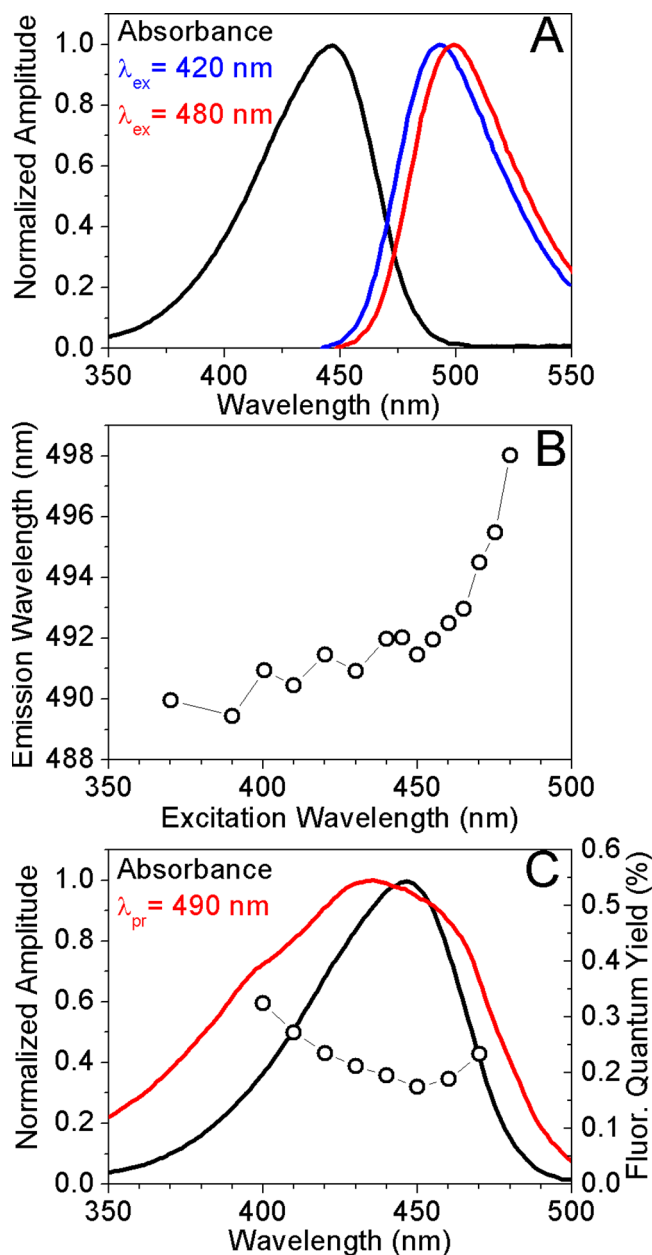 A
Absorbance
λex= 420 nm
λex= 480 nm
Normalized Amplitude
1.0
0.8
0.6
0.4
0.2
0.0
350 400 450 500 550
Wavelength (nm)
B
Emission Wavelength (nm)
498
496
494
492
490
488
350 400 450 500
Excitation Wavelength (nm)
C
Absorbance
λpr= 490 nm
Normalized Amplitude
1.0
0.8
0.6
0.4
0.2
0.0
Fluor. Quantum Yield (%)
0.6
0.5
0.4
0.3
0.2
0.1
0.0
350 400 450 500
Wavelength (nm)